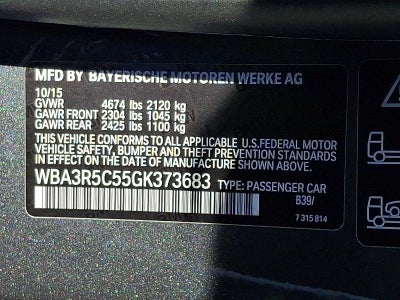 MFD BY BAYERISCHE MOTOREN WERKE AG
10/15
GVWR 4674 lbs 2120 kg
GAWR FRONT 2304 lbs 1045 kg
GAWR REAR 2425 lbs 1100 kg
THIS VEHICLE CONFORMS TO ALL APPLICABLE U.S.FEDERAL MOTOR
VEHICLE SAFETY, BUMPER, AND THEFT PREVENTION
STANDARDS IN EFFECT ON THE DATE OF MANUFACTURE SHOWN ABOVE.
WBA3R5C55GK373683 TYPE: PASSENGER CAR
B39/
7 315 814